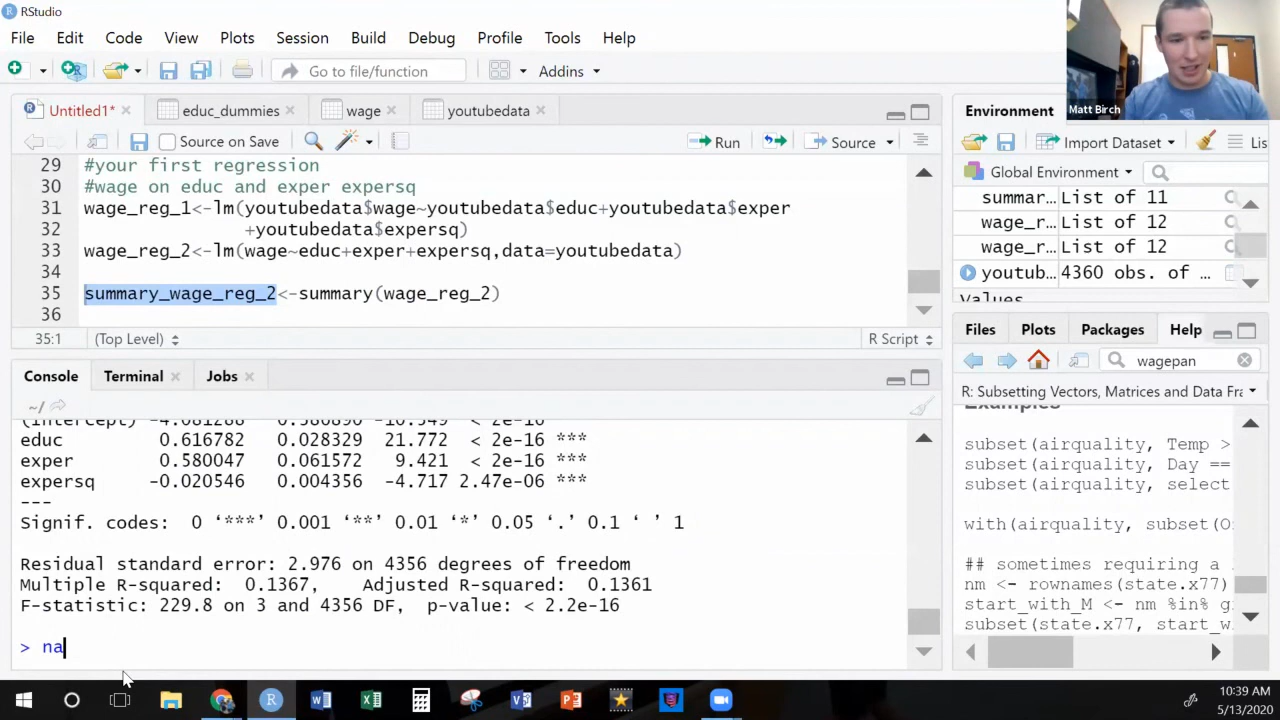 RStudio
File Edit Code View Plots Session Build Debug Profile Tools Help
Go to file/function
Addins
Matt Birch
Untitled1*
educ_dummies
wage
youtubedata
Source on Save
Run
Source
29 #your first regression
30 #wage on educ and exper expersq
31 wage_reg_1<-lm(youtubedata$wage~youtubedata$educ+youtubedata$exper
32 +youtubedata$expersq)
33 wage_reg_2<-lm(wage~educ+exper+expersq,data=youtubedata)
34
35 summary_wage_reg_2<-summary(wage_reg_2)
36
35:1 (Top Level) R Script
Console Terminal Jobs
~/
(Intercept)
educ 0.616782 0.028329 21.772 < 2e-16 ***
exper 0.580047 0.061572 9.421 < 2e-16 ***
expersq -0.020546 0.004356 -4.717 2.47e-06 ***
---
Signif. codes: 0 ‘***’ 0.001 ‘**’ 0.01 ‘*’ 0.05 ‘.’ 0.1 ‘ ’ 1
Residual standard error: 2.976 on 4356 degrees of freedom
Multiple R-squared: 0.1367, Adjusted R-squared: 0.1361
F-statistic: 229.8 on 3 and 4356 DF, p-value: < 2.2e-16
> na
Environment
Import Dataset
Lis
Global Environment
summar... List of 11
wage_r... List of 12
wage_r... List of 12
youtub... 4360 obs. of ...
Values
Files Plots Packages Help
wagepan
R: Subsetting Vectors, Matrices and Data Fra
Examples
subset(airquality, Temp >
subset(airquality, Day ==
subset(airquality, select
with(airquality, subset(O
## sometimes requiring a
nm <- rownames(state.x77)
start_with_M <- nm %in% g
subset(state.x77, start_w
10:39 AM
5/13/2020